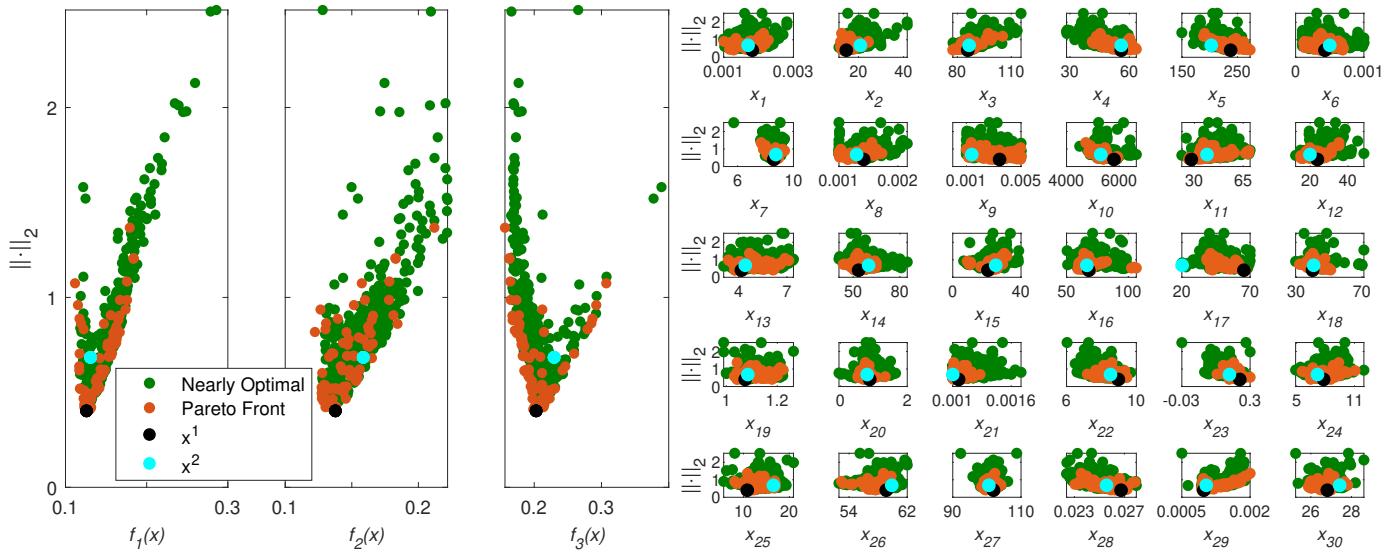 ||·||₂
2
1
0
0.1 0.3
f₁(x)
0.1 0.2
f₂(x)
0.2 0.3
f₃(x)
Nearly Optimal
Pareto Front
x¹
x²
||·||₂
2
1
0
0.001 0.003
x₁
20 40
x₂
80 110
x₃
30 60
x₄
150 250
x₅
0 0.001
x₆
||·||₂
2
1
0
6 10
x₇
0.001 0.002
x₈
0.001 0.005
x₉
4000 6000
x₁₀
30 65
x₁₁
20 40
x₁₂
||·||₂
2
1
0
4 7
x₁₃
50 80
x₁₄
0 20 40
x₁₅
50 100
x₁₆
20 70
x₁₇
30 70
x₁₈
||·||₂
2
1
0
1 1.2
x₁₉
0 2
x₂₀
0.001 0.0016
x₂₁
6 10
x₂₂
-0.03 0.3
x₂₃
5 11
x₂₄
||·||₂
2
1
0
10 20
x₂₅
54 62
x₂₆
90 110
x₂₇
0.023 0.027
x₂₈
0.0005 0.002
x₂₉
26 28
x₃₀